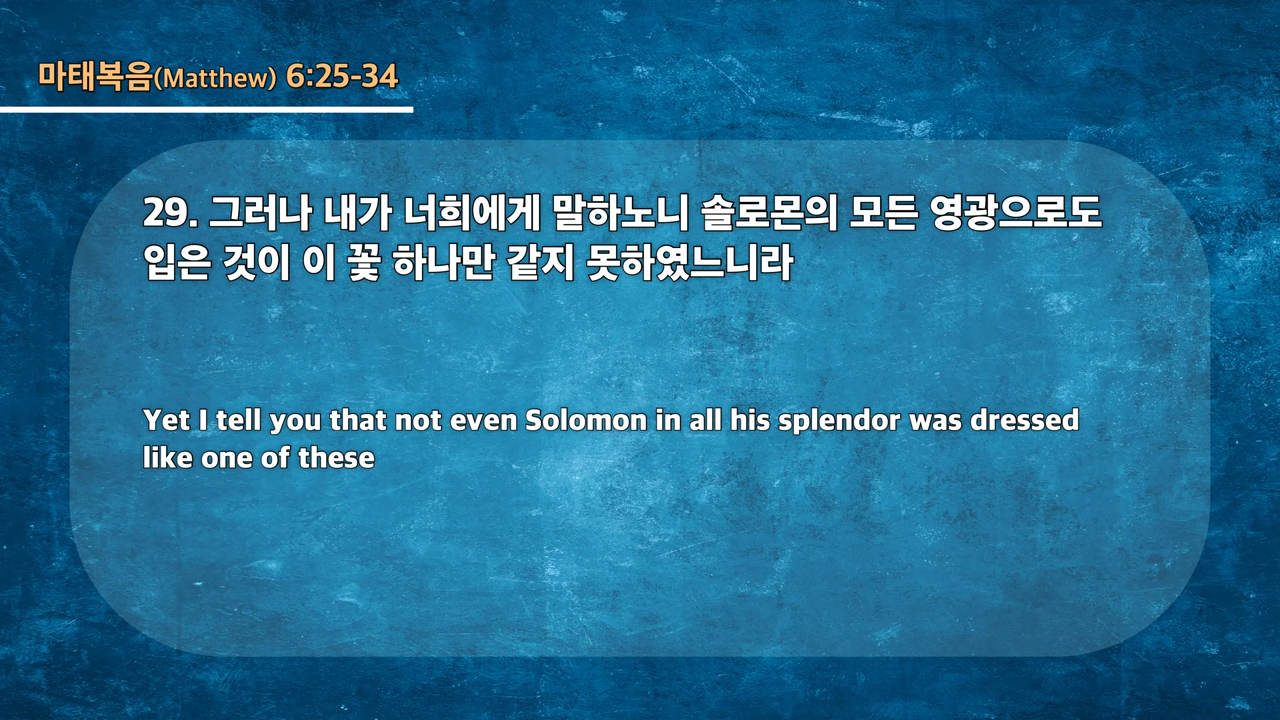 마태복음(Matthew) 6:25-34
29. 그러나 내가 너희에게 말하노니 솔로몬의 모든 영광으로도
입은 것이 이 꽃 하나만 같지 못하였느니라
Yet I tell you that not even Solomon in all his splendor was dressed
like one of these